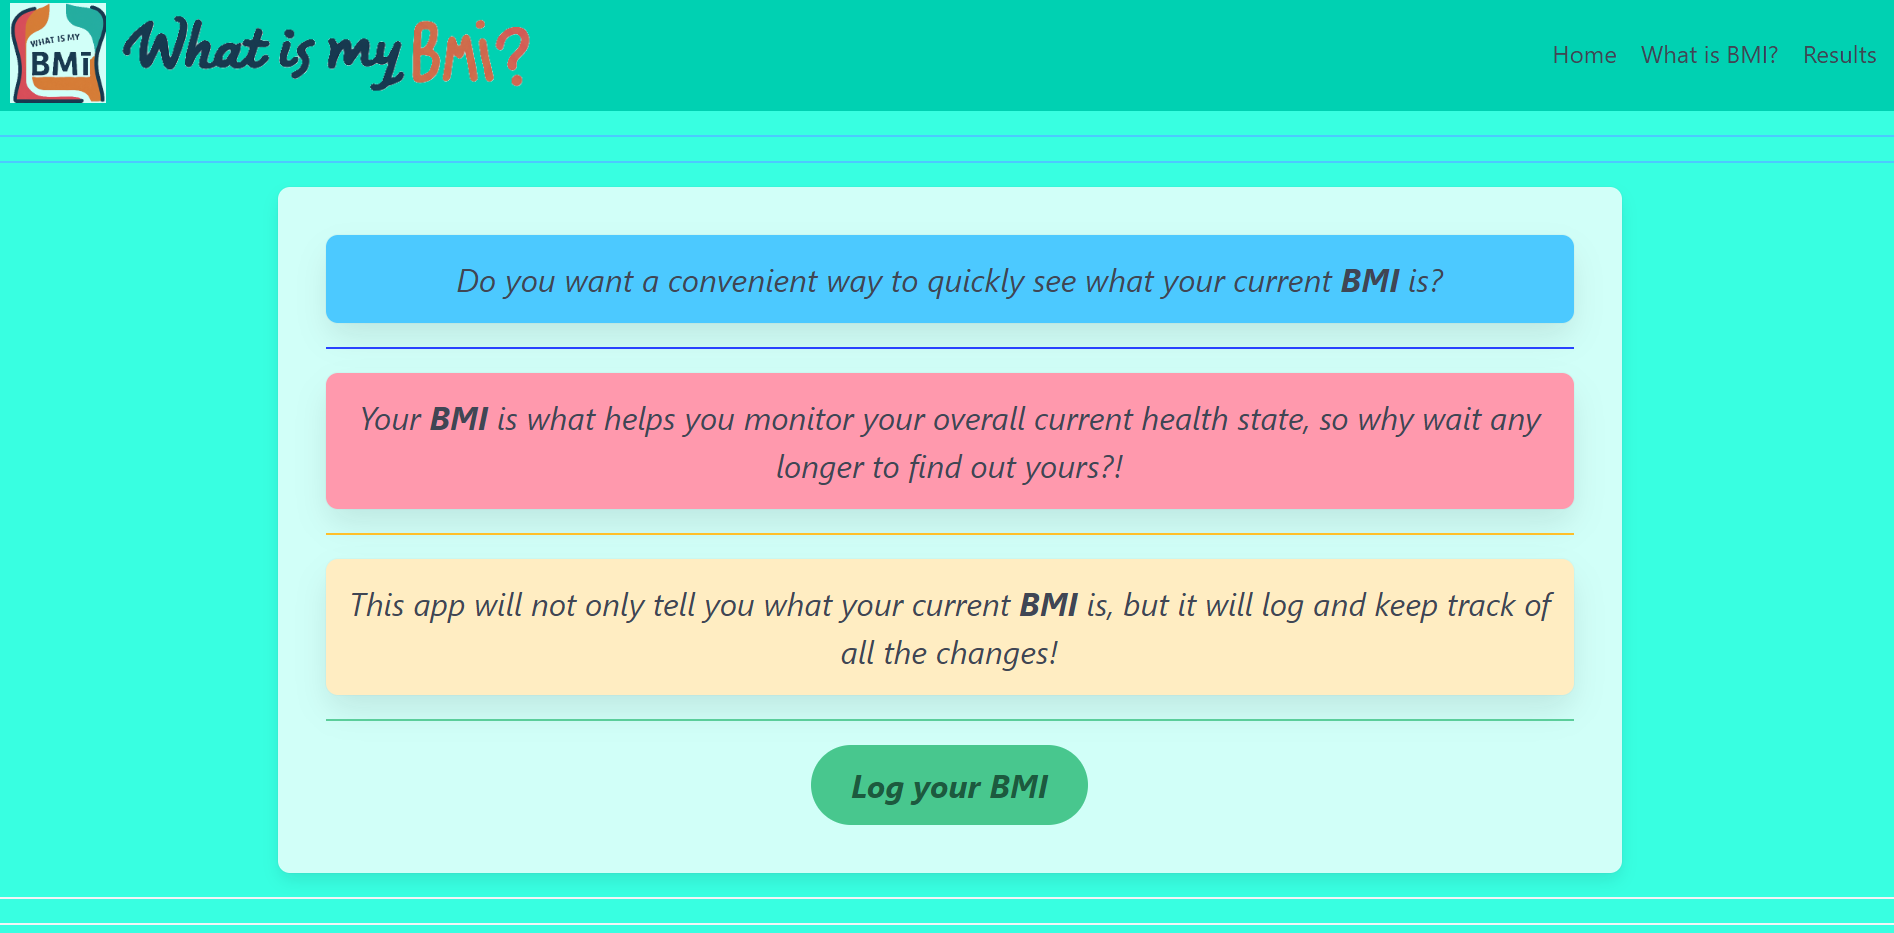 WHAT IS MY
BMi
What is my BMi?
Home What is BMI? Results
Do you want a convenient way to quickly see what your current BMI is?
Your BMI is what helps you monitor your overall current health state, so why wait any
longer to find out yours?!
This app will not only tell you what your current BMI is, but it will log and keep track of
all the changes!
Log your BMI